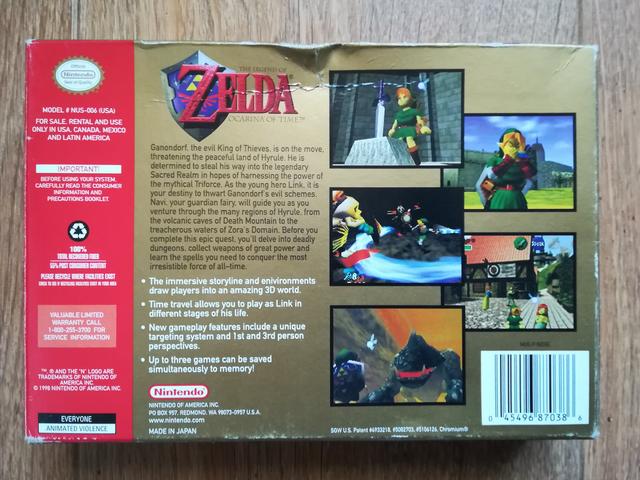 Official
Nintendo
Seal of Quality
MODEL # NUS-006 (USA)
FOR SALE, RENTAL AND USE
ONLY IN USA, CANADA, MEXICO
AND LATIN AMERICA
IMPORTANT!
BEFORE USING YOUR SYSTEM,
CAREFULLY READ THE CONSUMER
INFORMATION AND
PRECAUTIONS BOOKLET.
100%
TOTAL RECOVERED FIBER
PLEASE RECYCLE WHERE FACILITIES EXIST
VALUABLE LIMITED
WARRANTY CALL
1-800-255-3700 FOR
SERVICE INFORMATION
™, ® AND THE "N" LOGO ARE
TRADEMARKS OF NINTENDO OF
AMERICA INC.
© 1998 NINTENDO OF AMERICA INC.
EVERYONE
ANIMATED VIOLENCE
THE LEGEND OF
ZELDA
OCARINA OF TIME™
Ganondorf, the evil King of Thieves, is on the move,
threatening the peaceful land of Hyrule. He is
determined to steal his way into the legendary
Sacred Realm in hopes of harnessing the power of
the mythical Triforce. As the young hero Link, it is
your destiny to thwart Ganondorf's evil schemes.
Navi, your guardian fairy, will guide you as you
venture through the many regions of Hyrule, from
the volcanic caves of Death Mountain to the
treacherous waters of Zora's Domain. Before you
complete this epic quest, you'll delve into deadly
dungeons, collect weapons of great power and
learn the spells you need to conquer the most
irresistible force of all–time.
• The immersive storyline and enivironments
draw players into an amazing 3D world.
• Time travel allows you to play as Link in
different stages of his life.
• New gameplay features include a unique
targeting system and 1st and 3rd person
perspectives.
• Up to three games can be saved
simultaneously to memory!
Nintendo
NINTENDO OF AMERICA INC.
PO BOX 957, REDMOND, WA 98073-0957 U.S.A.
www.nintendo.com
MADE IN JAPAN
0 45496 87038 6